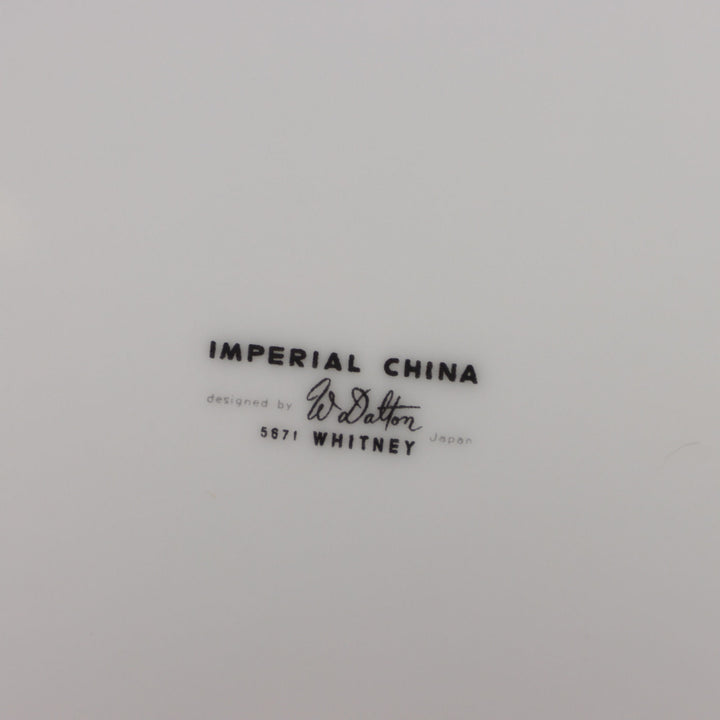 IMPERIAL CHINA
designed by W Dalton
5671 WHITNEY Japan